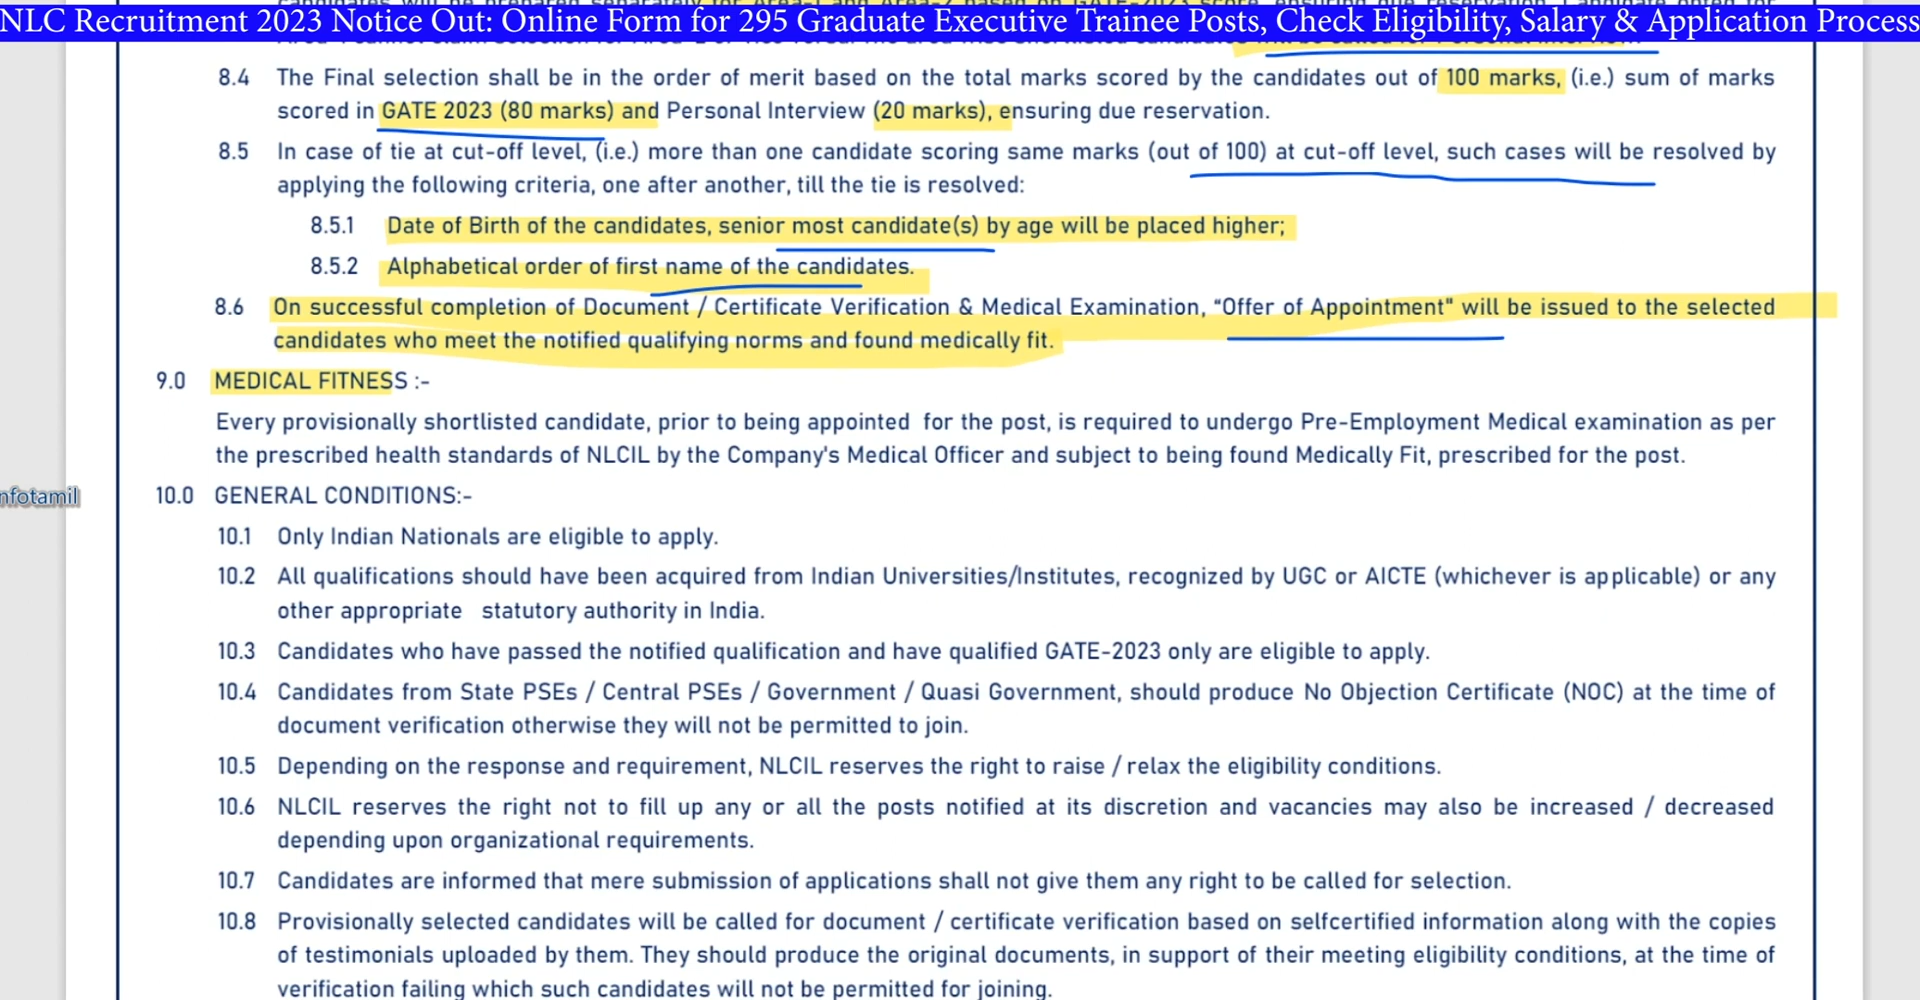 NLC Recruitment 2023 Notice Out: Online Form for 295 Graduate Executive Trainee Posts, Check Eligibility, Salary & Application Process
8.4 The Final selection shall be in the order of merit based on the total marks scored by the candidates out of 100 marks, (i.e.) sum of marks
scored in GATE 2023 (80 marks) and Personal Interview (20 marks), ensuring due reservation.
8.5 In case of tie at cut-off level, (i.e.) more than one candidate scoring same marks (out of 100) at cut-off level, such cases will be resolved by
applying the following criteria, one after another, till the tie is resolved:
8.5.1 Date of Birth of the candidates, senior most candidate(s) by age will be placed higher;
8.5.2 Alphabetical order of first name of the candidates.
8.6 On successful completion of Document / Certificate Verification & Medical Examination, “Offer of Appointment" will be issued to the selected
candidates who meet the notified qualifying norms and found medically fit.
9.0 MEDICAL FITNESS :-
Every provisionally shortlisted candidate, prior to being appointed for the post, is required to undergo Pre-Employment Medical examination as per
the prescribed health standards of NLCIL by the Company's Medical Officer and subject to being found Medically Fit, prescribed for the post.
nfotamil
10.0 GENERAL CONDITIONS:-
10.1 Only Indian Nationals are eligible to apply.
10.2 All qualifications should have been acquired from Indian Universities/Institutes, recognized by UGC or AICTE (whichever is applicable) or any
other appropriate statutory authority in India.
10.3 Candidates who have passed the notified qualification and have qualified GATE-2023 only are eligible to apply.
10.4 Candidates from State PSEs / Central PSEs / Government / Quasi Government, should produce No Objection Certificate (NOC) at the time of
document verification otherwise they will not be permitted to join.
10.5 Depending on the response and requirement, NLCIL reserves the right to raise / relax the eligibility conditions.
10.6 NLCIL reserves the right not to fill up any or all the posts notified at its discretion and vacancies may also be increased / decreased
depending upon organizational requirements.
10.7 Candidates are informed that mere submission of applications shall not give them any right to be called for selection.
10.8 Provisionally selected candidates will be called for document / certificate verification based on selfcertified information along with the copies
of testimonials uploaded by them. They should produce the original documents, in support of their meeting eligibility conditions, at the time of
verification failing which such candidates will not be permitted for joining.